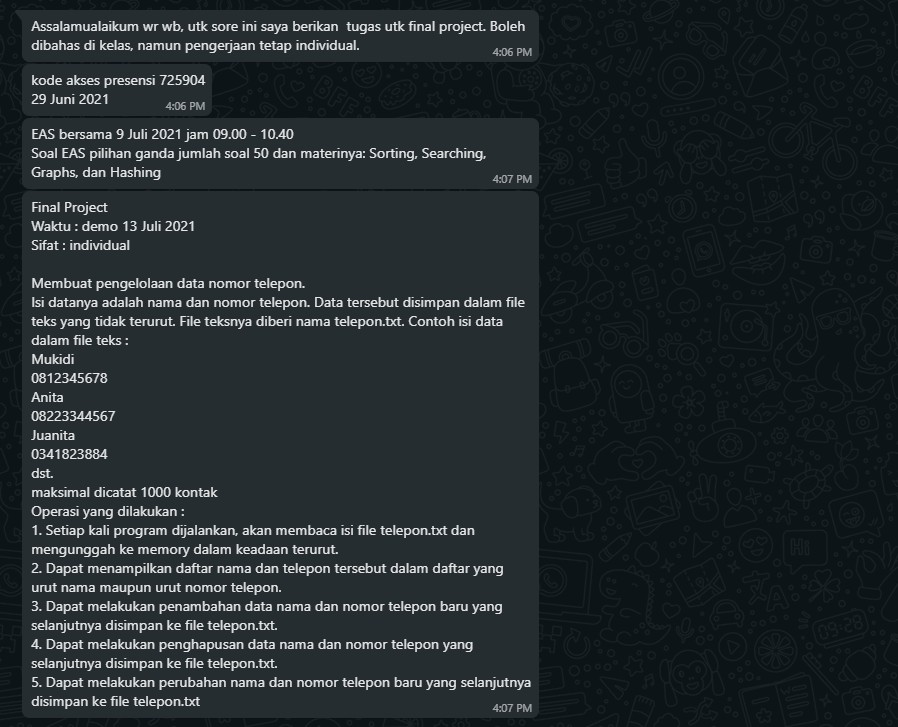 Assalamualaikum wr wb, utk sore ini saya berikan  tugas utk final project. Boleh
dibahas di kelas, namun pengerjaan tetap individual.
4:06 PM
kode akses presensi 725904
29 Juni 2021
4:06 PM
EAS bersama 9 Juli 2021 jam 09.00 - 10.40
Soal EAS pilihan ganda jumlah soal 50 dan materinya: Sorting, Searching,
Graphs, dan Hashing
4:07 PM
Final Project
Waktu : demo 13 Juli 2021
Sifat : individual
Membuat pengelolaan data nomor telepon.
Isi datanya adalah nama dan nomor telepon. Data tersebut disimpan dalam file
teks yang tidak terurut. File teksnya diberi nama telepon.txt. Contoh isi data
dalam file teks :
Mukidi
0812345678
Anita
08223344567
Juanita
0341823884
dst.
maksimal dicatat 1000 kontak
Operasi yang dilakukan :
1. Setiap kali program dijalankan, akan membaca isi file telepon.txt dan
mengunggah ke memory dalam keadaan terurut.
2. Dapat menampilkan daftar nama dan telepon tersebut dalam daftar yang
urut nama maupun urut nomor telepon.
3. Dapat melakukan penambahan data nama dan nomor telepon baru yang
selanjutnya disimpan ke file telepon.txt.
4. Dapat melakukan penghapusan data nama dan nomor telepon yang
selanjutnya disimpan ke file telepon.txt.
5. Dapat melakukan perubahan nama dan nomor telepon baru yang selanjutnya
disimpan ke file telepon.txt
4:07 PM